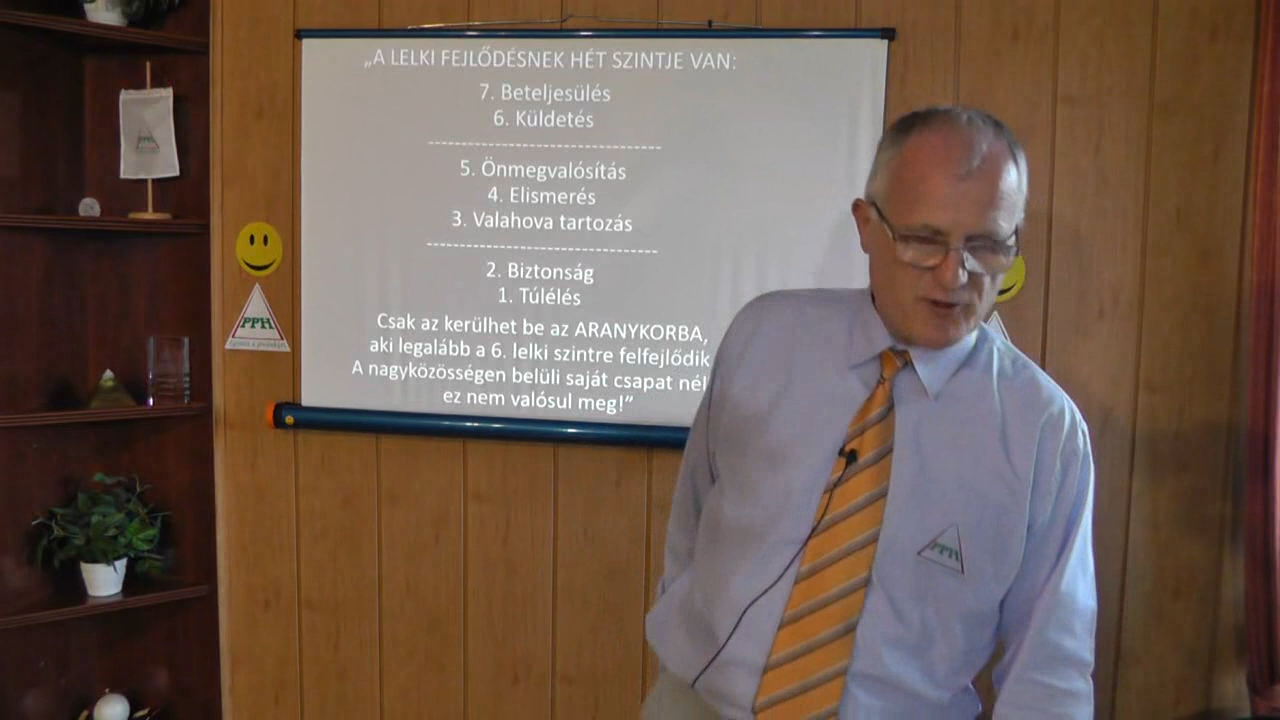 „A LELKI FEJLŐDÉSNEK HÉT SZINTJE VAN:
7. Beteljesülés
6. Küldetés
------------------------------------
5. Önmegvalósítás
4. Elismerés
3. Valahova tartozás
------------------------------------
2. Biztonság
1. Túlélés
Csak az kerülhet be az ARANYKORBA,
aki legalább a 6. lelki szintre felfejlődik
A nagyközösségen belüli saját csapat nél
ez nem valósul meg!”
PPH
PPH